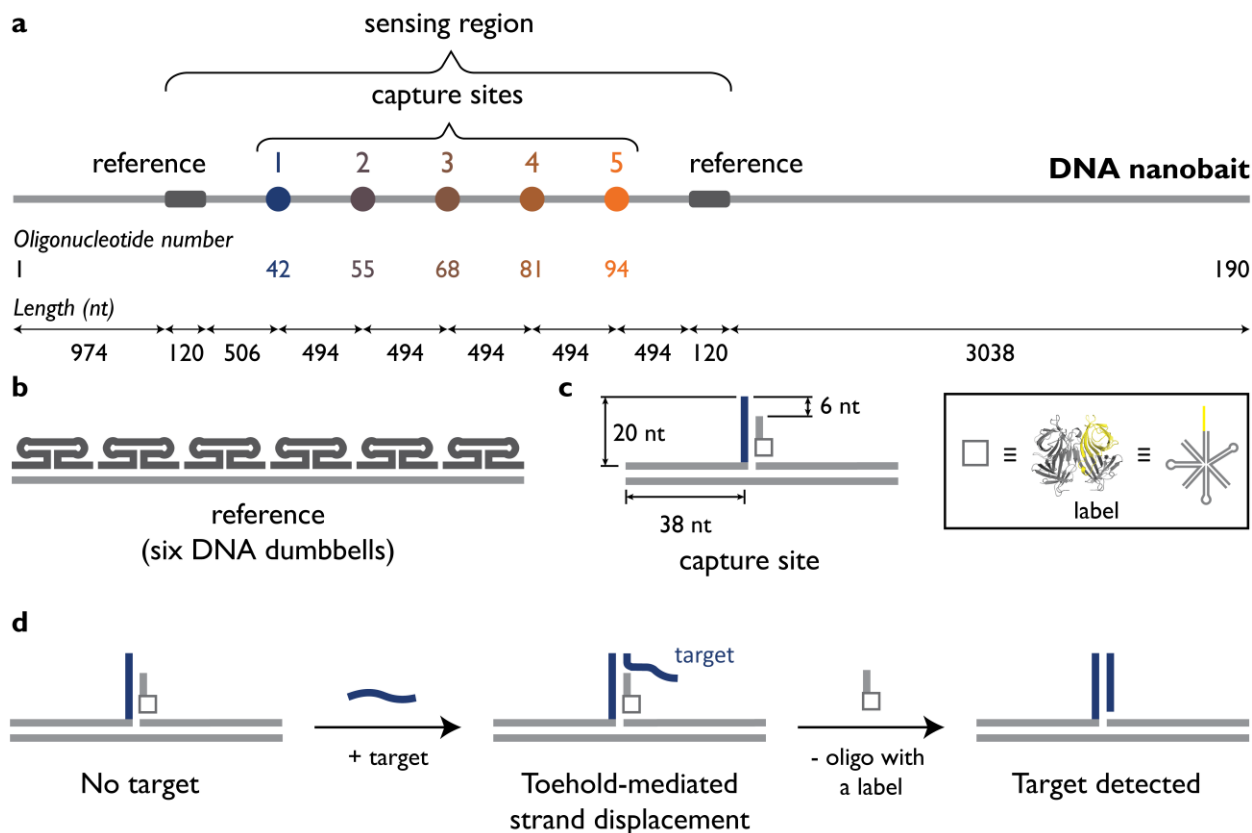 a
sensing region
capture sites
reference 1 2 3 4 5 reference DNA nanobait
Oligonucleotide number
1 42 55 68 81 94 190
Length (nt)
974 120 506 494 494 494 494 494 120 3038
b
reference
(six DNA dumbbells)
c
6 nt
20 nt
38 nt
capture site
≡ ≡
label
d
target
+ target
- oligo with
a label
No target
Toehold-mediated
strand displacement
Target detected